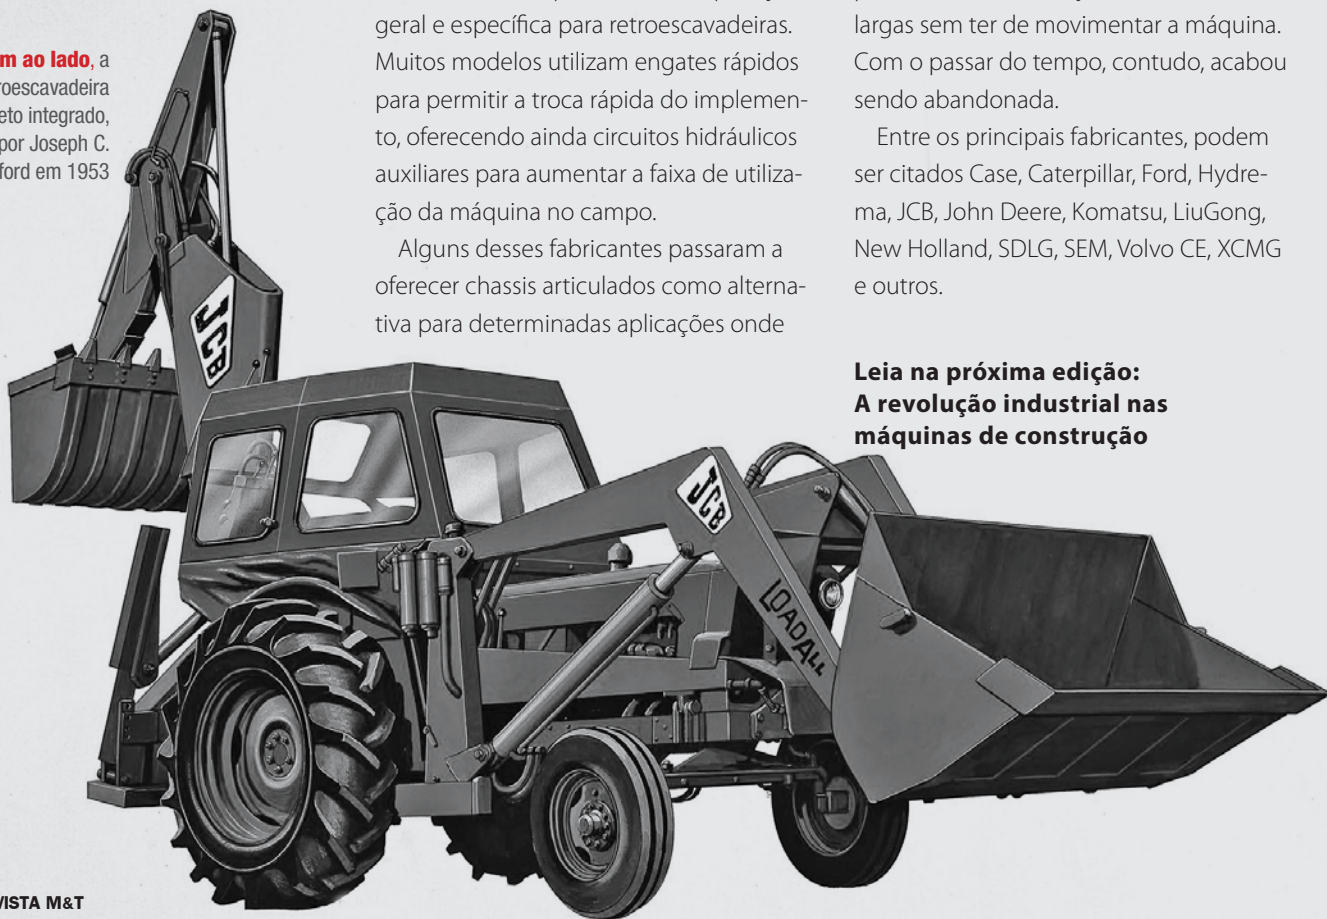 m ao lado, a
roescavadeira
eto integrado,
por Joseph C.
ford em 1953
geral e específica para retroescavadeiras.
Muitos modelos utilizam engates rápidos
para permitir a troca rápida do implemen-
to, oferecendo ainda circuitos hidráulicos
auxiliares para aumentar a faixa de utiliza-
ção da máquina no campo.
Alguns desses fabricantes passaram a
oferecer chassis articulados como alterna-
tiva para determinadas aplicações onde
largas sem ter de movimentar a máquina.
Com o passar do tempo, contudo, acabou
sendo abandonada.
Entre os principais fabricantes, podem
ser citados Case, Caterpillar, Ford, Hydre-
ma, JCB, John Deere, Komatsu, LiuGong,
New Holland, SDLG, SEM, Volvo CE, XCMG
e outros.
Leia na próxima edição:
A revolução industrial nas
máquinas de construção
JCB
JCB
LOADALL
VISTA M&T